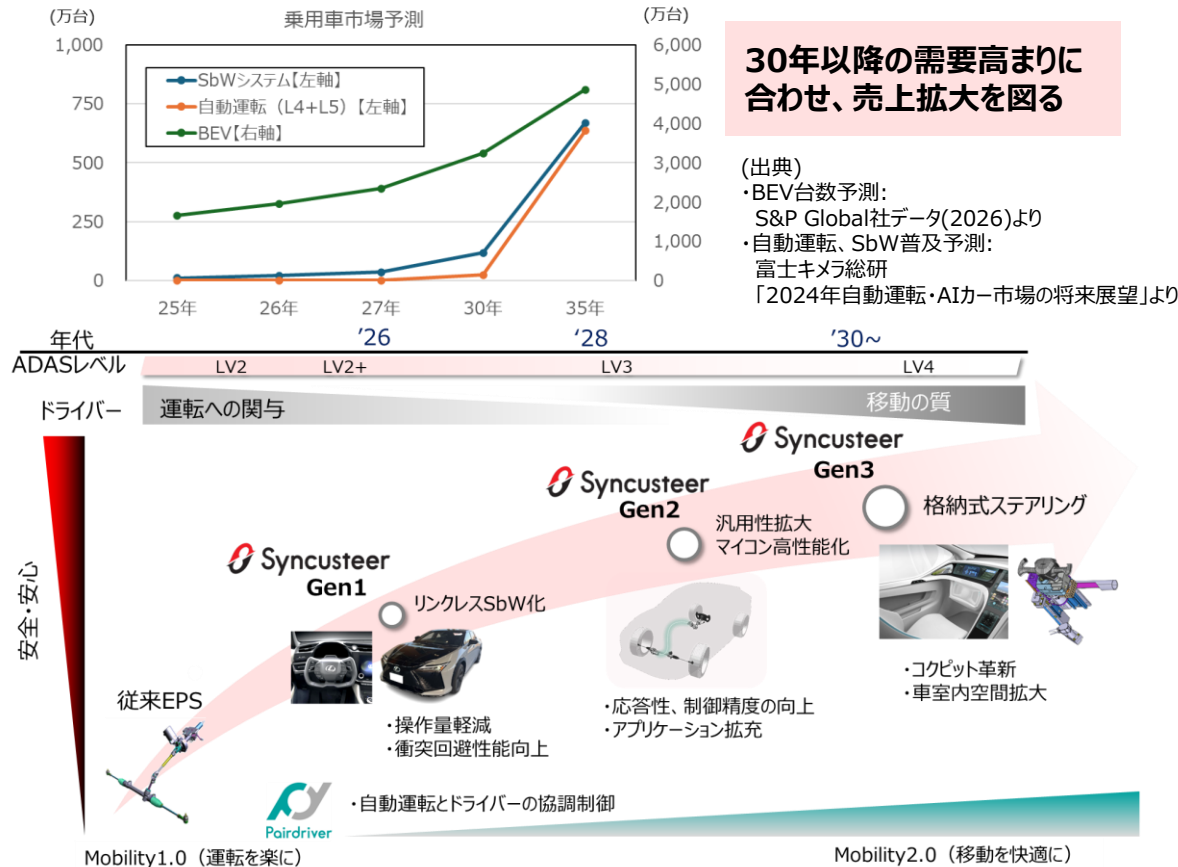 (万台)
乗用車市場予測
(万台)
1,000
750
500
250
0
6,000
5,000
4,000
3,000
2,000
1,000
0
SbWシステム【左軸】
自動運転（L4+L5）【左軸】
BEV【右軸】
25年 26年 27年 30年 35年
30年以降の需要高まりに
合わせ、売上拡大を図る
(出典)
・BEV台数予測:
S&P Global社データ(2026)より
・自動運転、SbW普及予測:
富士キメラ総研
「2024年自動運転・AIカー市場の将来展望」より
年代 ’26 ‘28 ’30~
ADASレベル LV2 LV2+ LV3 LV4
ドライバー 運転への関与 移動の質
安全・安心
Syncusteer
Gen3
格納式ステアリング
・コクピット革新
・車室内空間拡大
Syncusteer
Gen2
汎用性拡大
マイコン高性能化
・応答性、制御精度の向上
・アプリケーション拡充
Syncusteer
Gen1
リンクレスSbW化
・操作量軽減
・衝突回避性能向上
従来EPS
Pairdriver
・自動運転とドライバーの協調制御
Mobility1.0（運転を楽に）
Mobility2.0（移動を快適に）